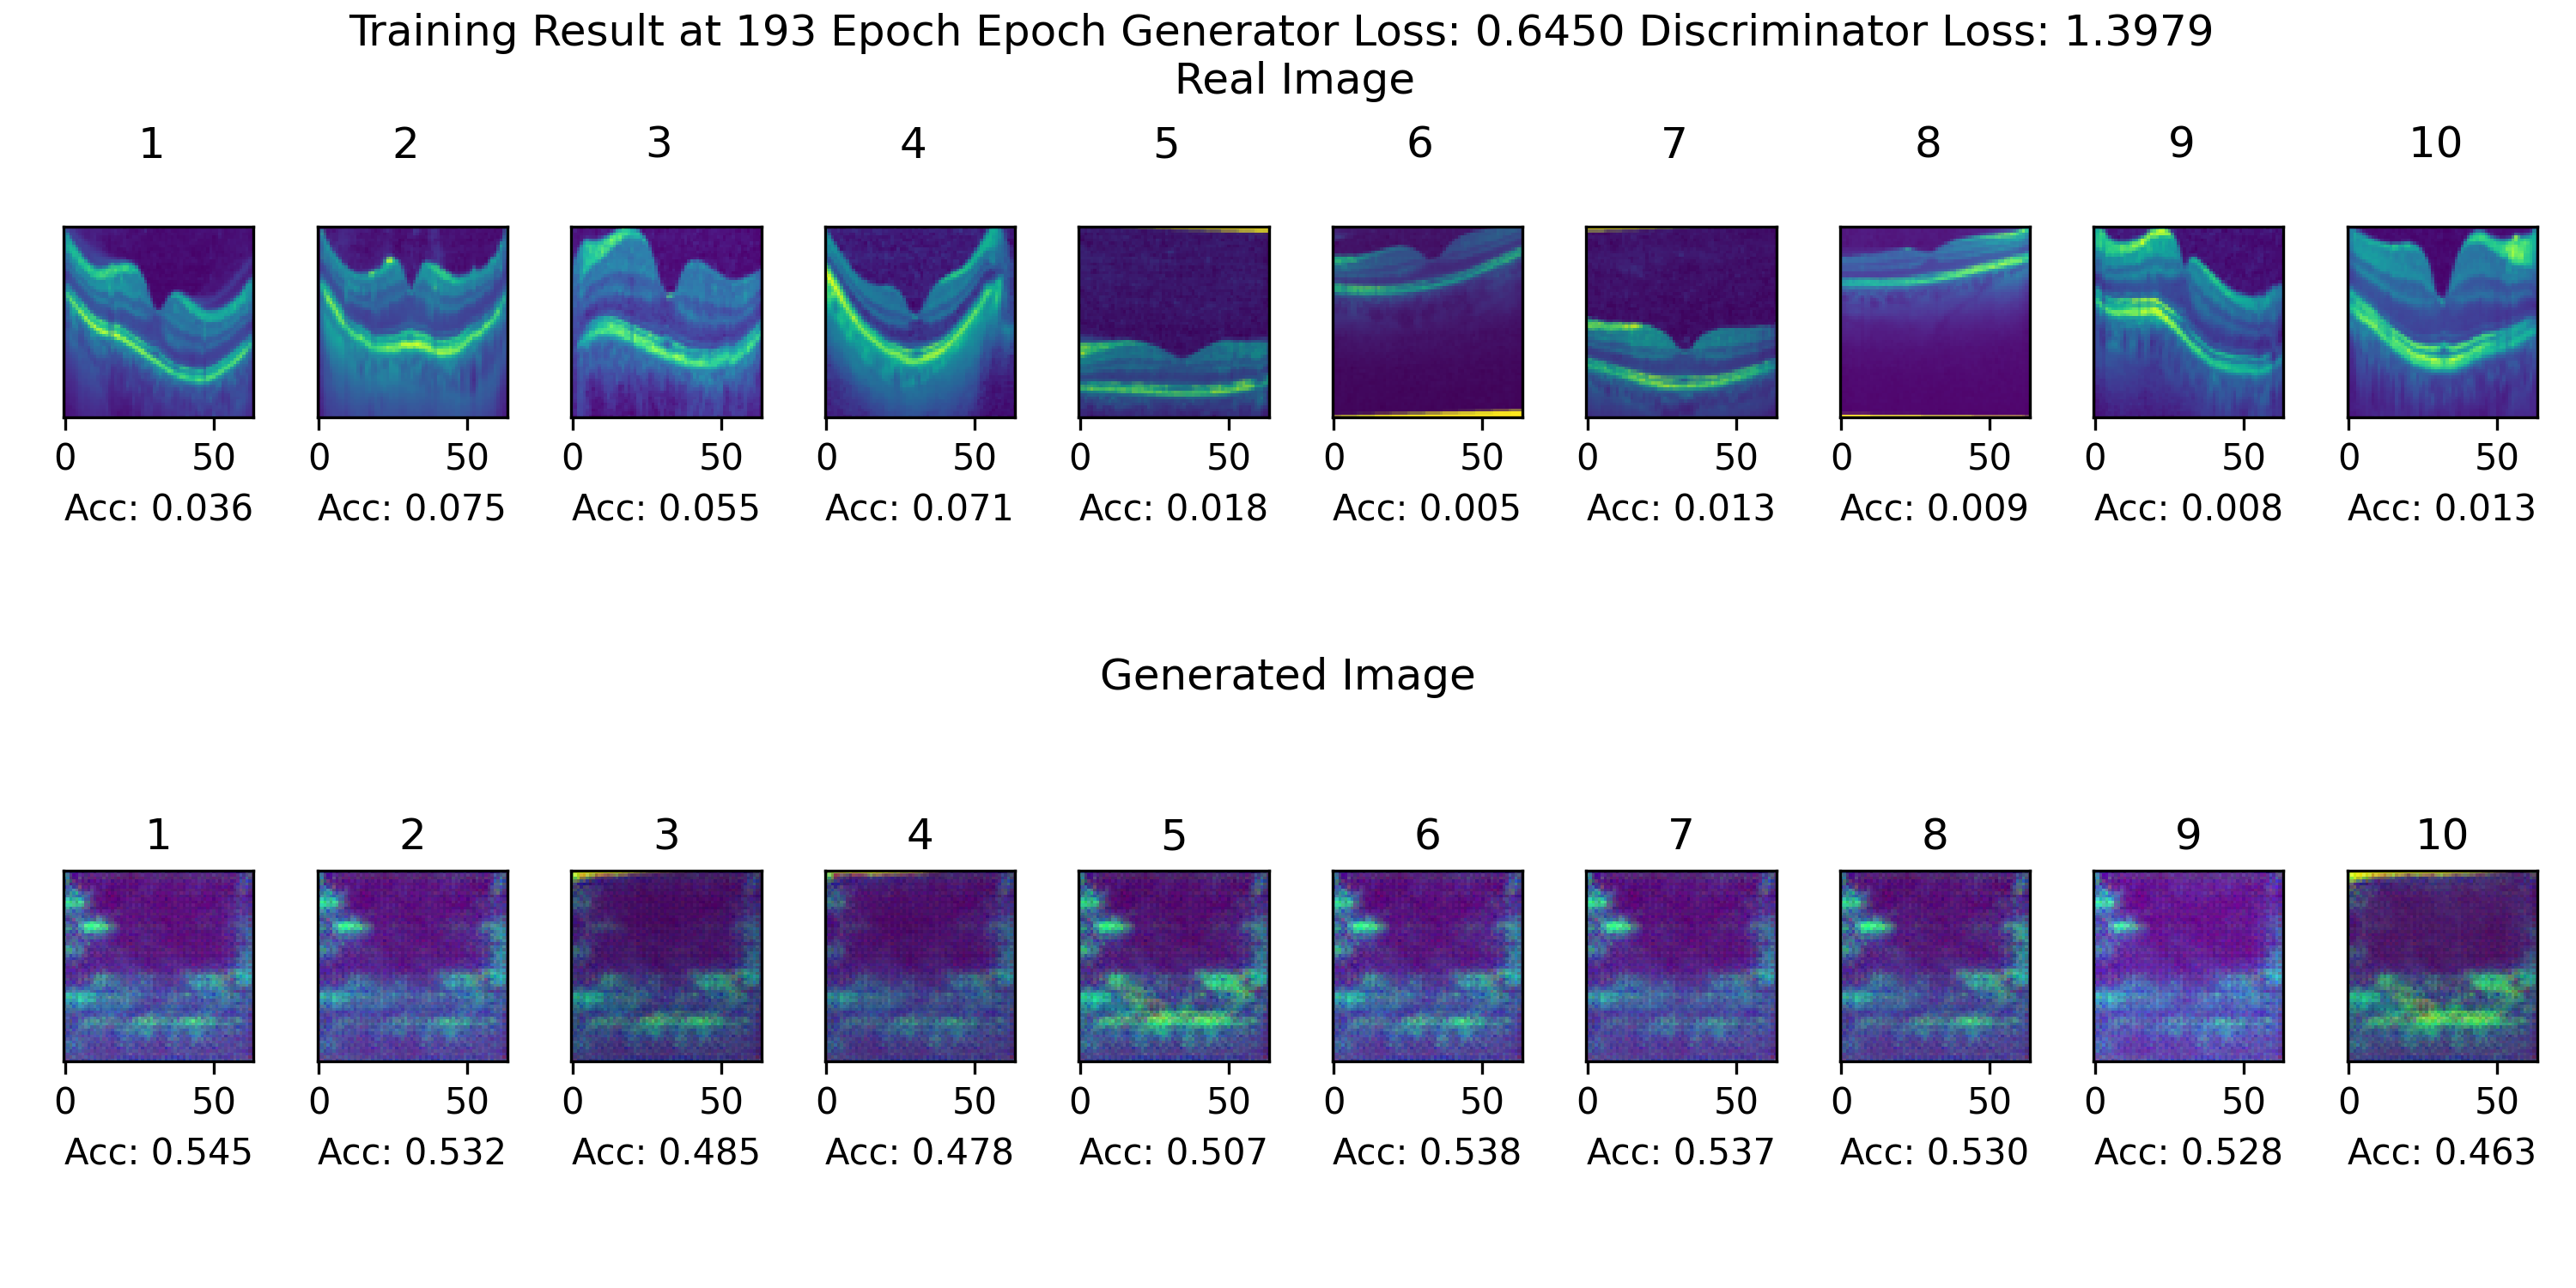 Training Result at 193 Epoch Epoch Generator Loss: 0.6450 Discriminator Loss: 1.3979
Real Image
1 2 3 4 5 6 7 8 9 10
0 50 0 50 0 50 0 50 0 50 0 50 0 50 0 50 0 50 0 50
Acc: 0.036 Acc: 0.075 Acc: 0.055 Acc: 0.071 Acc: 0.018 Acc: 0.005 Acc: 0.013 Acc: 0.009 Acc: 0.008 Acc: 0.013
Generated Image
1 2 3 4 5 6 7 8 9 10
0 50 0 50 0 50 0 50 0 50 0 50 0 50 0 50 0 50 0 50
Acc: 0.545 Acc: 0.532 Acc: 0.485 Acc: 0.478 Acc: 0.507 Acc: 0.538 Acc: 0.537 Acc: 0.530 Acc: 0.528 Acc: 0.463